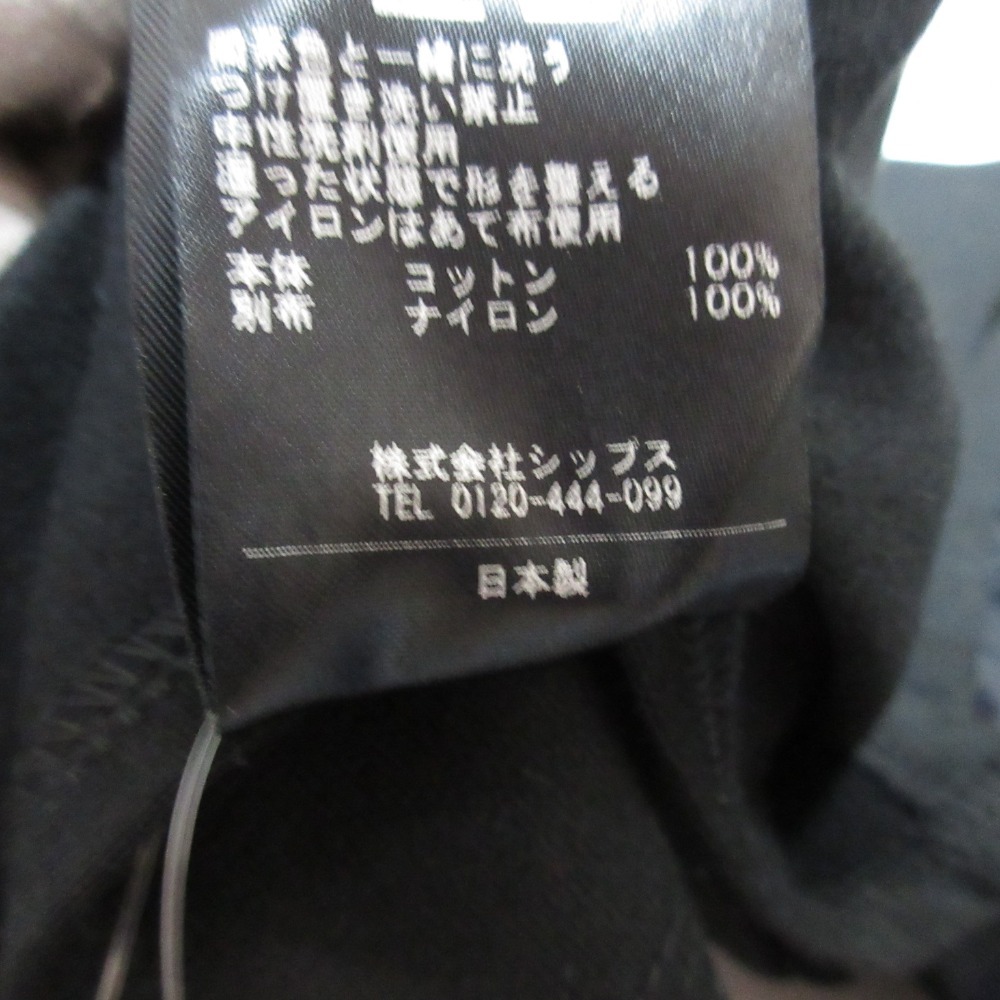 濃淡色と一緒に洗う
つけ置き洗い禁止
中性洗剤使用
湿った状態で形を整える
アイロンはあて布使用
本体 コットン 100%
別布 ナイロン 100%
株式会社シップス
TEL 0120-444-099
日本製